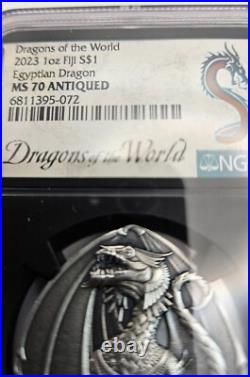 Dragons of the World
2023 1oz Fiji S$1
Egyptian Dragon
MS 70 ANTIQUED
6811395-072
Dragons of the World
NG